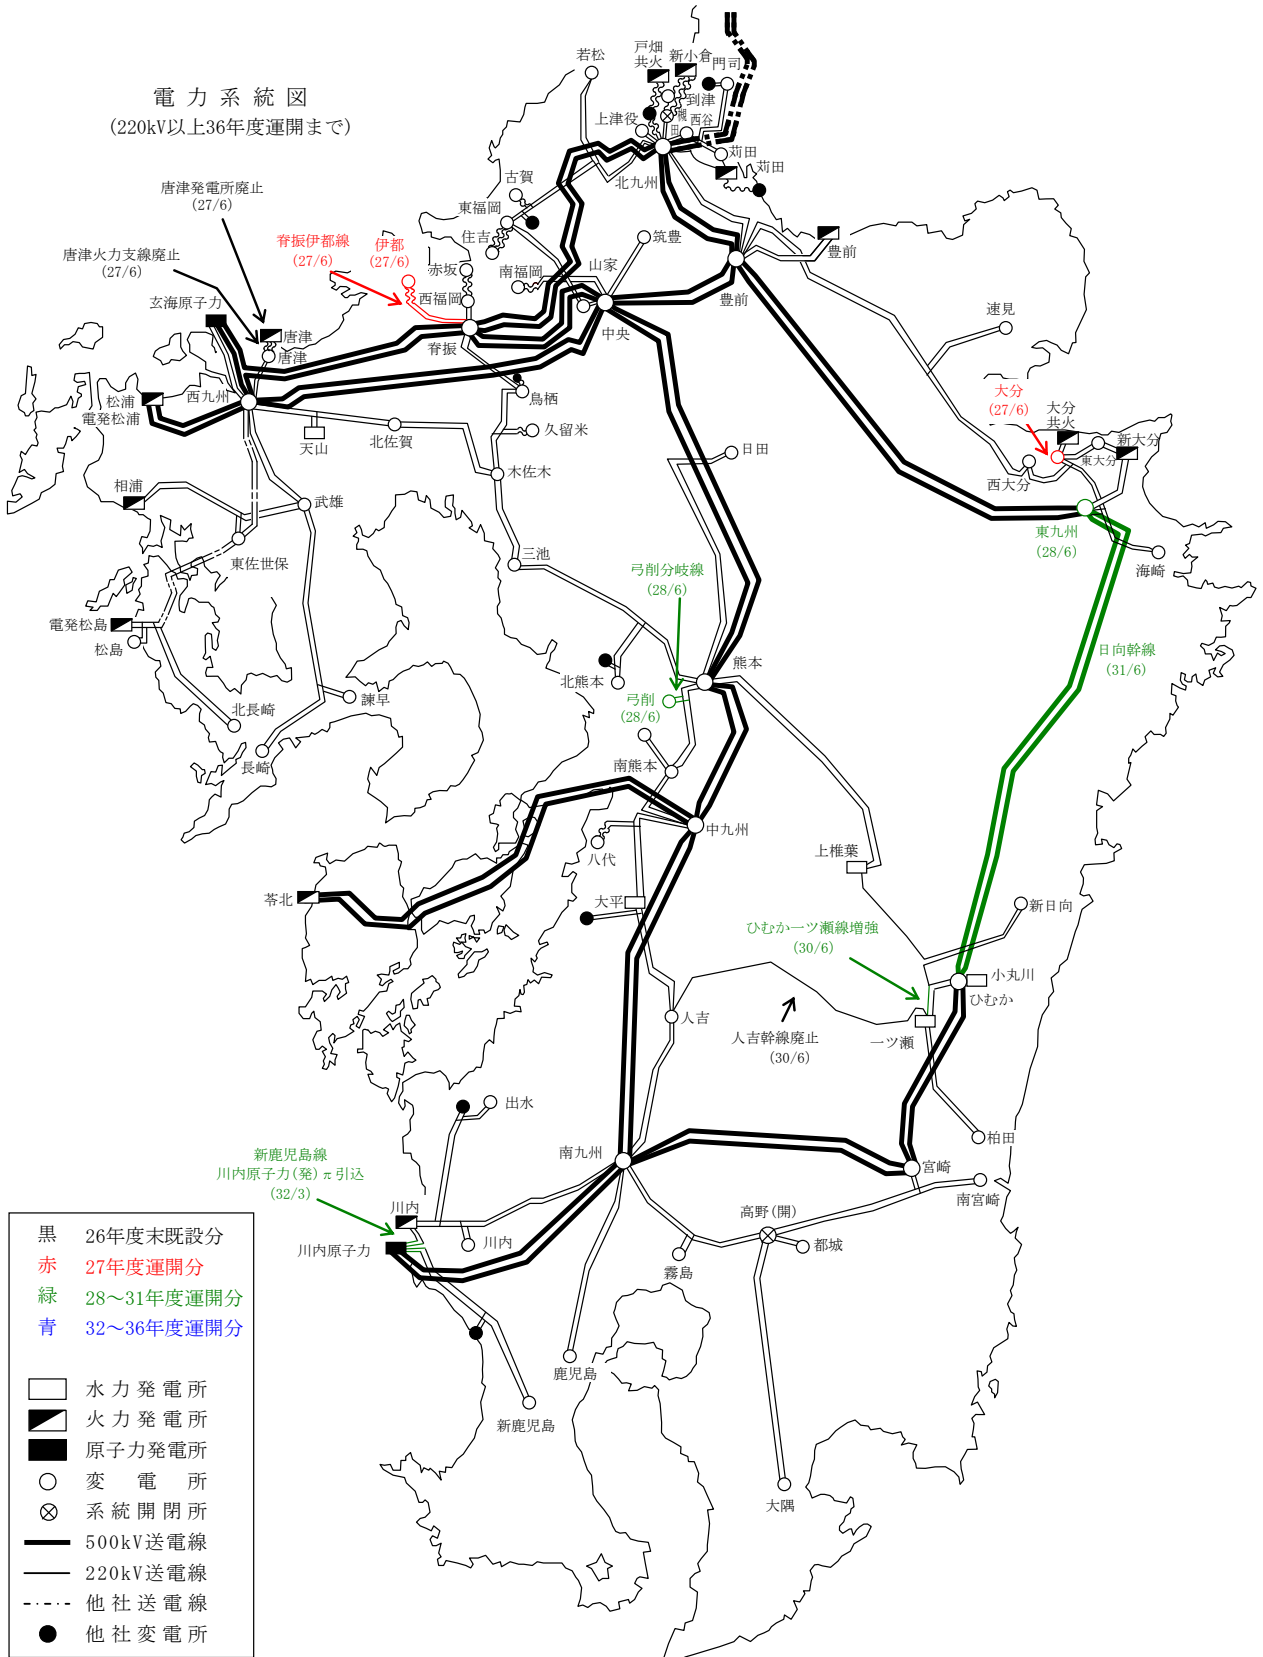 電力系統図
(220kV以上36年度運開まで)
若松
戸畑
共火
新小倉
門司
到津
上津役
槻田
西谷
苅田
苅田
北九州
唐津発電所廃止
(27/6)
古賀
東福岡
住吉
筑豊
脊振伊都線
(27/6)
伊都
(27/6)
唐津火力支線廃止
(27/6)
赤坂
南福岡
山家
豊前
豊前
玄海原子力
西福岡
速見
唐津
唐津
脊振
中央
松浦
電発松浦
西九州
鳥栖
大分
(27/6)
大分
共火
新大分
天山
北佐賀
久留米
日田
東大分
西大分
木佐木
相浦
武雄
東九州
(28/6)
東佐世保
三池
弓削分岐線
(28/6)
海崎
電発松島
松島
日向幹線
(31/6)
熊本
北熊本
弓削
(28/6)
諫早
北長崎
長崎
南熊本
中九州
八代
上椎葉
苓北
大平
新日向
ひむか一ツ瀬線増強
(30/6)
小丸川
ひむか
人吉
人吉幹線廃止
(30/6)
一ツ瀬
出水
柏田
新鹿児島線
川内原子力(発)π引込
(32/3)
南九州
宮崎
南宮崎
川内
高野(開)
川内原子力
川内
都城
霧島
鹿児島
新鹿児島
大隅
黒 26年度末既設分
赤 27年度運開分
緑 28～31年度運開分
青 32～36年度運開分
水力発電所
火力発電所
原子力発電所
変電所
系統開閉所
500kV送電線
220kV送電線
他社送電線
他社変電所